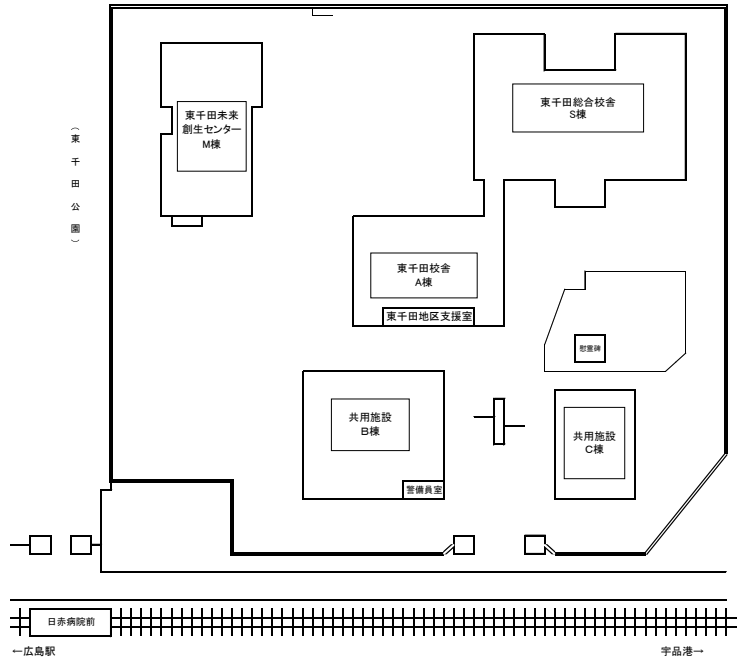 東千田未来
創生センター
M棟
東千田総合校舎
S棟
（東千田公園）
東千田校舎
A棟
東千田地区支援室
慰霊碑
共用施設
B棟
共用施設
C棟
警備員室
日赤病院前
←広島駅
宇品港→